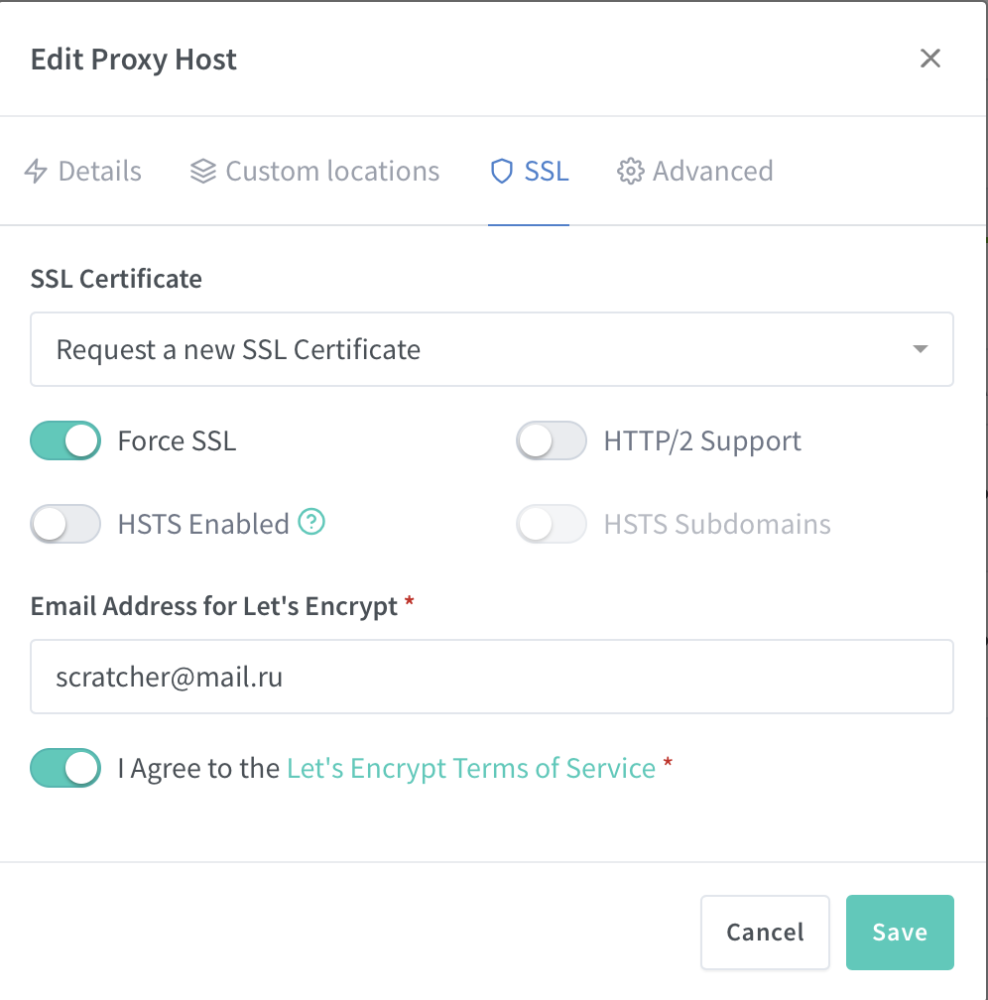 Edit Proxy Host
Details Custom locations SSL Advanced
SSL Certificate
Request a new SSL Certificate
Force SSL HTTP/2 Support
HSTS Enabled ? HSTS Subdomains
Email Address for Let's Encrypt *
scratcher@mail.ru
I Agree to the Let's Encrypt Terms of Service *
Cancel Save